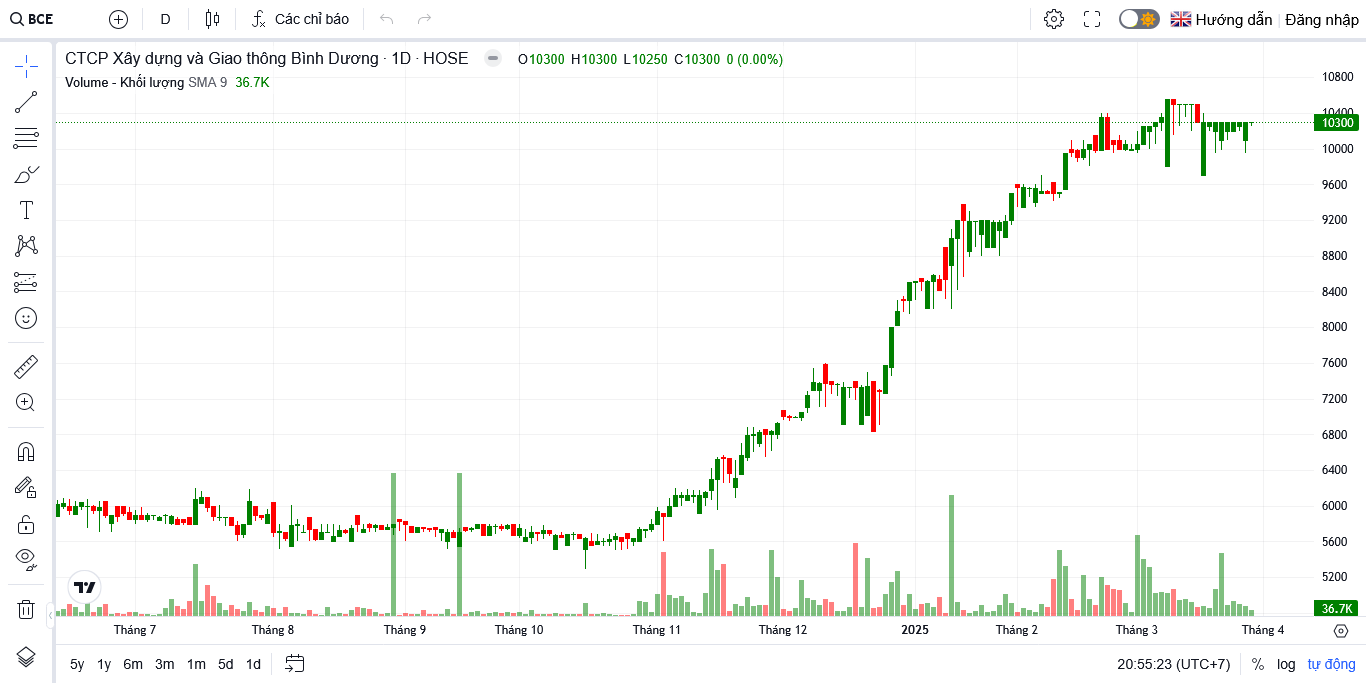 BCE D Các chỉ báo Hướng dẫn Đăng nhập
CTCP Xây dựng và Giao thông Bình Dương · 1D · HOSE O10300 H10300 L10250 C10300 0 (0.00%)
Volume - Khối lượng SMA 9 36.7K
10800
10400
10300
10000
9600
9200
8800
8400
8000
7600
7200
6800
6400
6000
5600
5200
36.7K
Tháng 7 Tháng 8 Tháng 9 Tháng 10 Tháng 11 Tháng 12 2025 Tháng 2 Tháng 3 Tháng 4
5y 1y 6m 3m 1m 5d 1d 20:55:23 (UTC+7) % log tự động